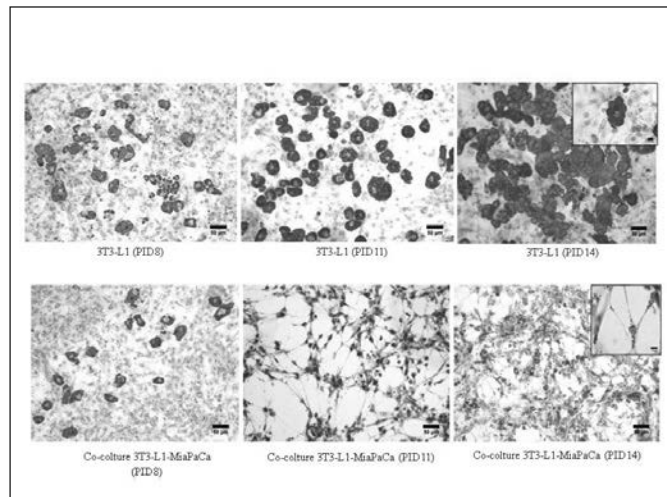 3T3-L1 (PID8)
3T3-L1 (PID11)
3T3-L1 (PID14)
Co-colture 3T3-L1-MiaPaCa
(PID8)
Co-colture 3T3-L1-MiaPaCa (PID11)
Co-colture 3T3-L1-MiaPaCa (PID14)